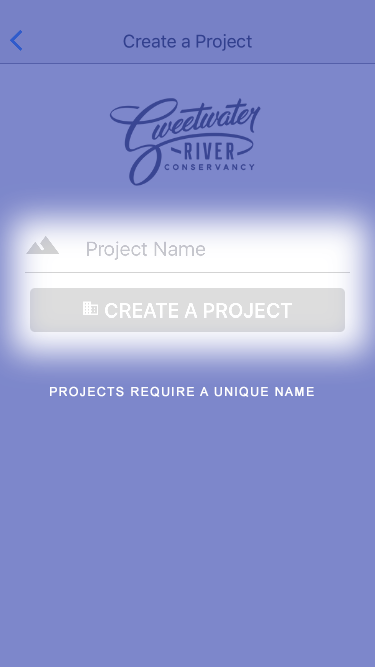 Create a Project
Sweetwater
RIVER
CONSERVANCY
Project Name
CREATE A PROJECT
PROJECTS REQUIRE A UNIQUE NAME